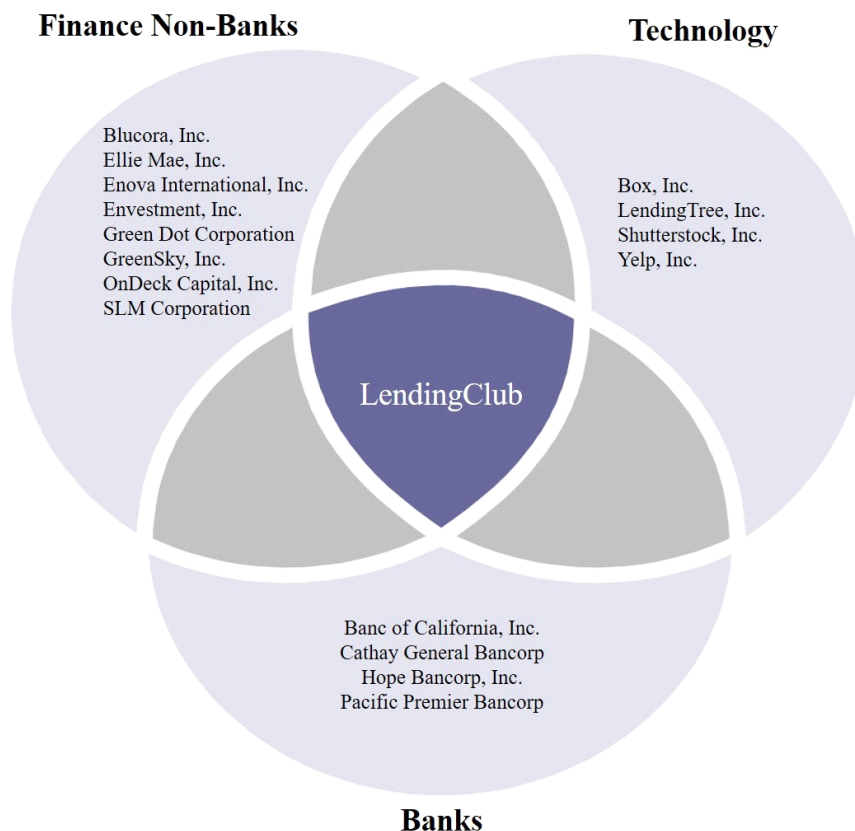 Finance Non-Banks
Technology
Blucora, Inc.
Ellie Mae, Inc.
Enova International, Inc.
Envestment, Inc.
Green Dot Corporation
GreenSky, Inc.
OnDeck Capital, Inc.
SLM Corporation
Box, Inc.
LendingTree, Inc.
Shutterstock, Inc.
Yelp, Inc.
LendingClub
Banc of California, Inc.
Cathay General Bancorp
Hope Bancorp, Inc.
Pacific Premier Bancorp
Banks